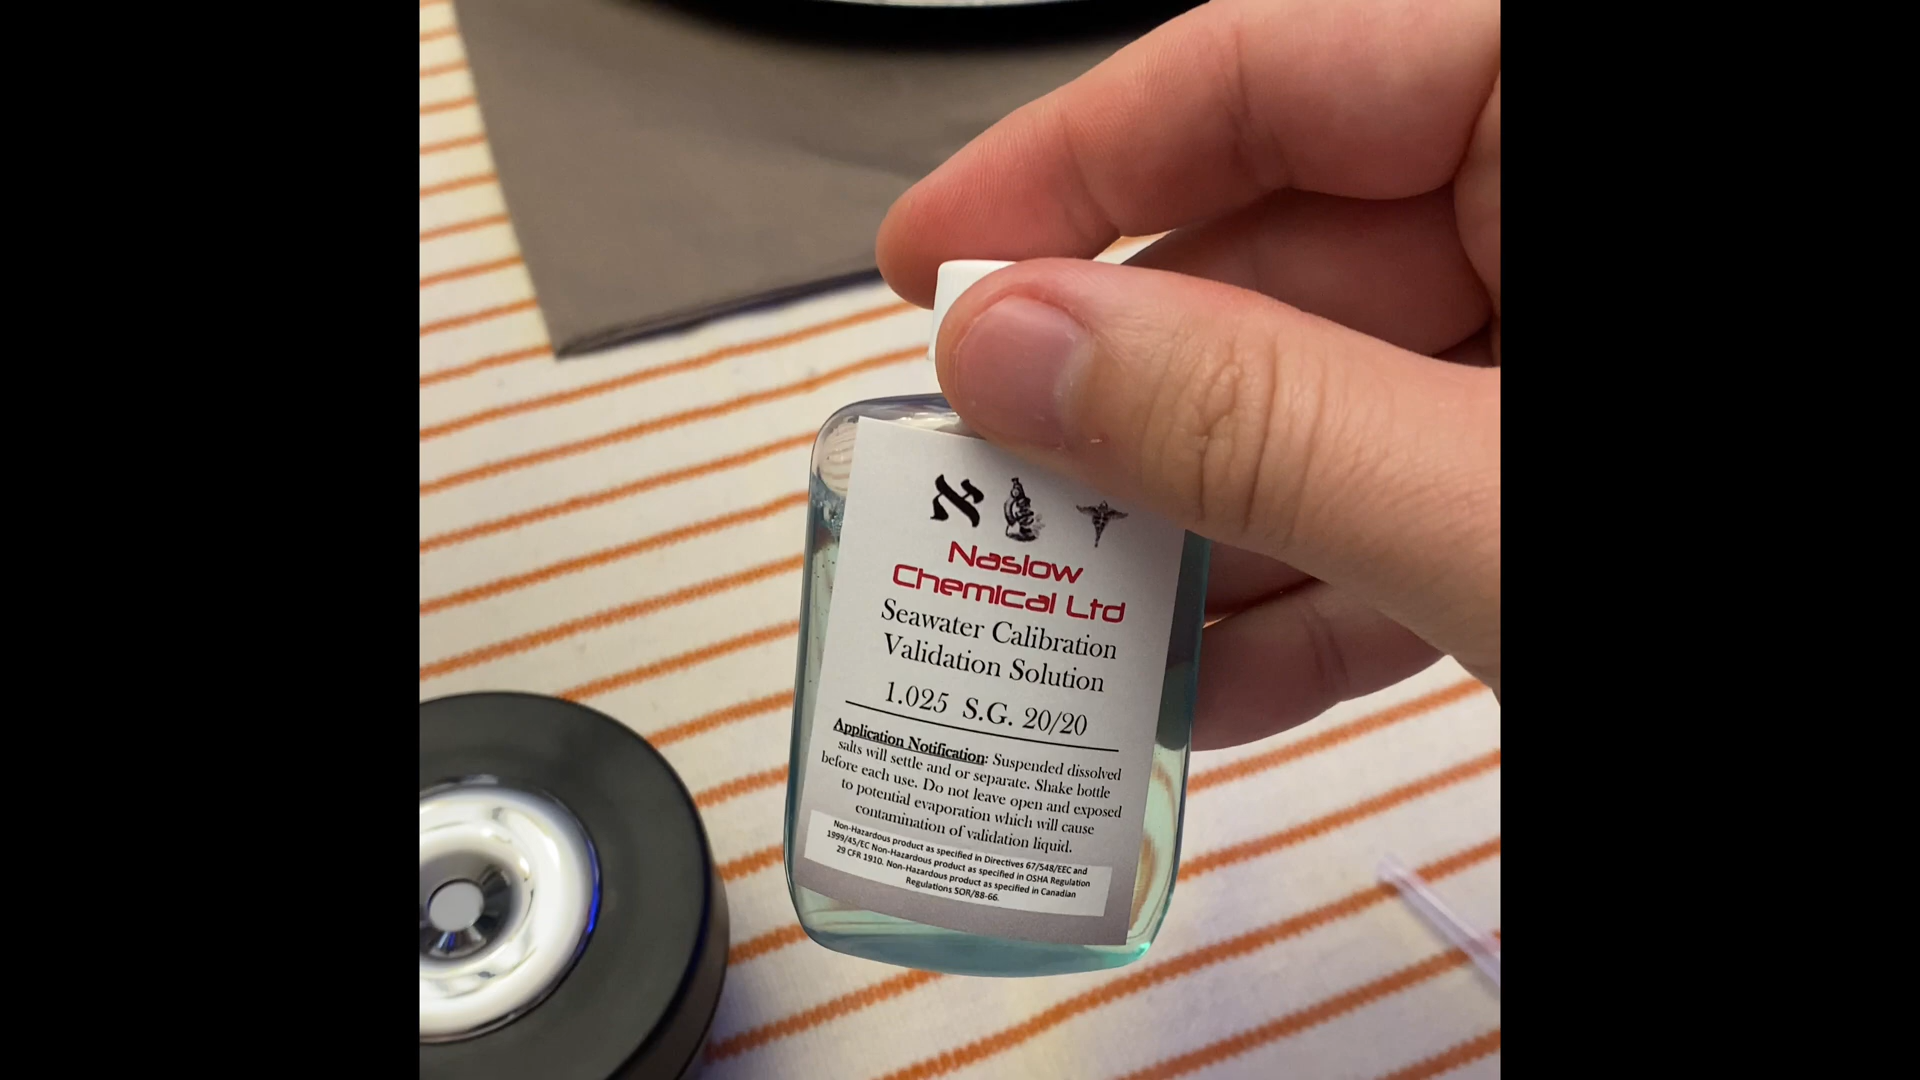 א
Naslow
Chemical Ltd
Seawater Calibration
Validation Solution
1.025 S.G. 20/20
Application Notification: Suspended dissolved
salts will settle and or separate. Shake bottle
before each use. Do not leave open and exposed
to potential evaporation which will cause
contamination of validation liquid.
Non-Hazardous product as specified in Directives 67/548/EEC and
1999/45/EC Non-Hazardous product as specified in OSHA Regulation
29 CFR 1910. Non-Hazardous product as specified in Canadian
Regulations SOR/88-66.